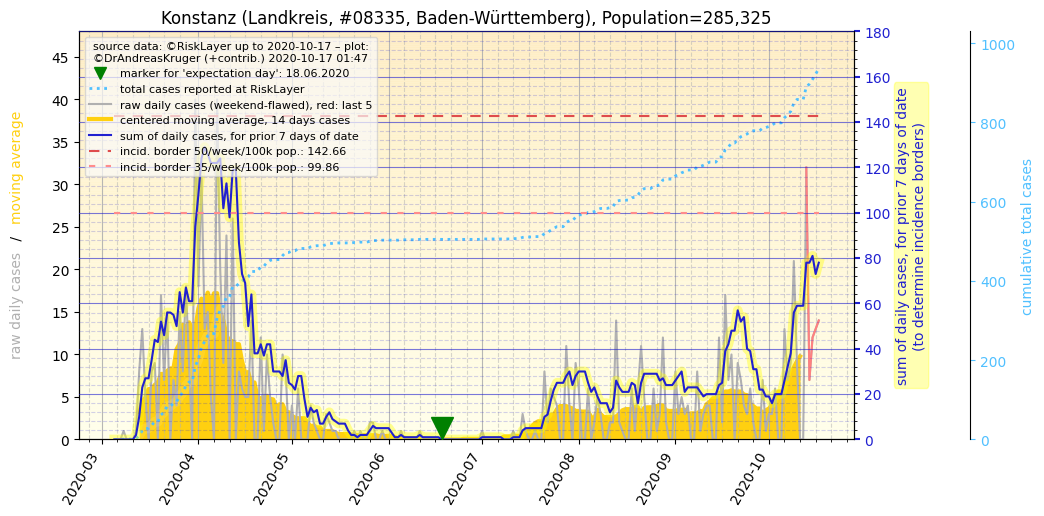 Konstanz (Landkreis, #08335, Baden-Württemberg), Population=285,325
source data: ©RiskLayer up to 2020-10-17 – plot:
©DrAndreasKruger (+contrib.) 2020-10-17 01:47
marker for 'expectation day': 18.06.2020
total cases reported at RiskLayer
raw daily cases (weekend-flawed), red: last 5
centered moving average, 14 days cases
sum of daily cases, for prior 7 days of date
incid. border 50/week/100k pop.: 142.66
incid. border 35/week/100k pop.: 99.86
raw daily cases / moving average
45
40
35
30
25
20
15
10
5
0
2020-03
2020-04
2020-05
2020-06
2020-07
2020-08
2020-09
2020-10
180
160
140
120
100
80
60
40
20
0
sum of daily cases, for prior 7 days of date
(to determine incidence borders)
1000
800
600
400
200
0
cumulative total cases